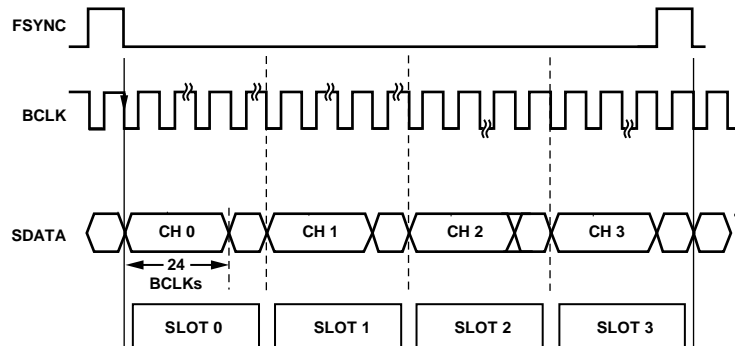 FSYNC
BCLK
SDATA
CH 0
CH 1
CH 2
CH 3
24
BCLKs
SLOT 0
SLOT 1
SLOT 2
SLOT 3